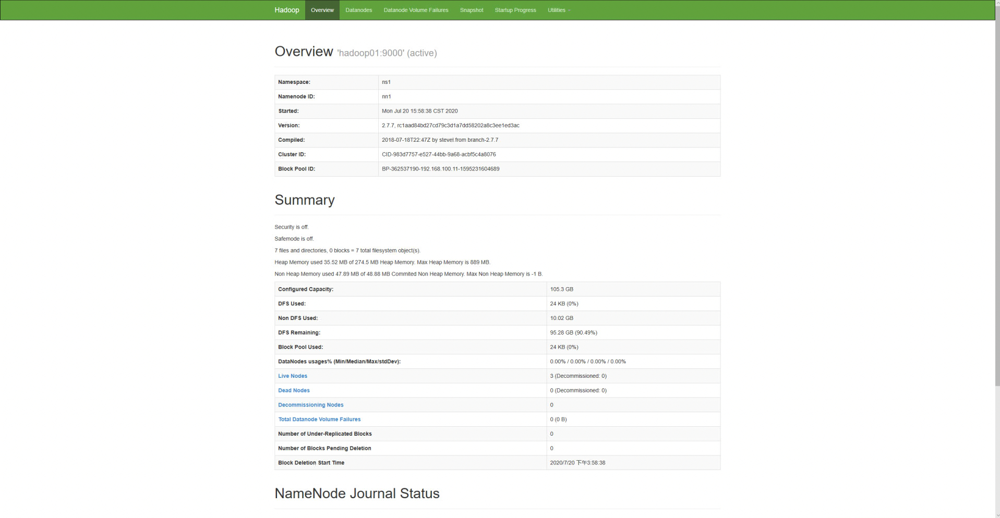 Hadoop Overview Datanodes Datanode Volume Failures Snapshot Startup Progress Utilities
Overview 'hadoop01:9000' (active)
Namespace: ns1
Namenode ID: nn1
Started: Mon Jul 20 15:58:38 CST 2020
Version: 2.7.7, rc1aad84bd27cd79c3d1a7dd58202a8c3ee1ed3ac
Compiled: 2018-07-18T22:47Z by stevel from branch-2.7.7
Cluster ID: CID-983d7757-e527-44bb-9a68-acbf5c4a8076
Block Pool ID: BP-362537190-192.168.100.11-1595231604689
Summary
Security is off.
Safemode is off.
7 files and directories, 0 blocks = 7 total filesystem object(s).
Heap Memory used 35.52 MB of 274.5 MB Heap Memory. Max Heap Memory is 889 MB.
Non Heap Memory used 47.89 MB of 48.88 MB Commited Non Heap Memory. Max Non Heap Memory is -1 B.
Configured Capacity: 105.3 GB
DFS Used: 24 KB (0%)
Non DFS Used: 10.02 GB
DFS Remaining: 95.28 GB (90.49%)
Block Pool Used: 24 KB (0%)
DataNodes usages% (Min/Median/Max/stdDev): 0.00% / 0.00% / 0.00% / 0.00%
Live Nodes 3 (Decommissioned: 0)
Dead Nodes 0 (Decommissioned: 0)
Decommissioning Nodes 0
Total Datanode Volume Failures 0 (0 B)
Number of Under-Replicated Blocks 0
Number of Blocks Pending Deletion 0
Block Deletion Start Time 2020/7/20 下午3:58:38
NameNode Journal Status